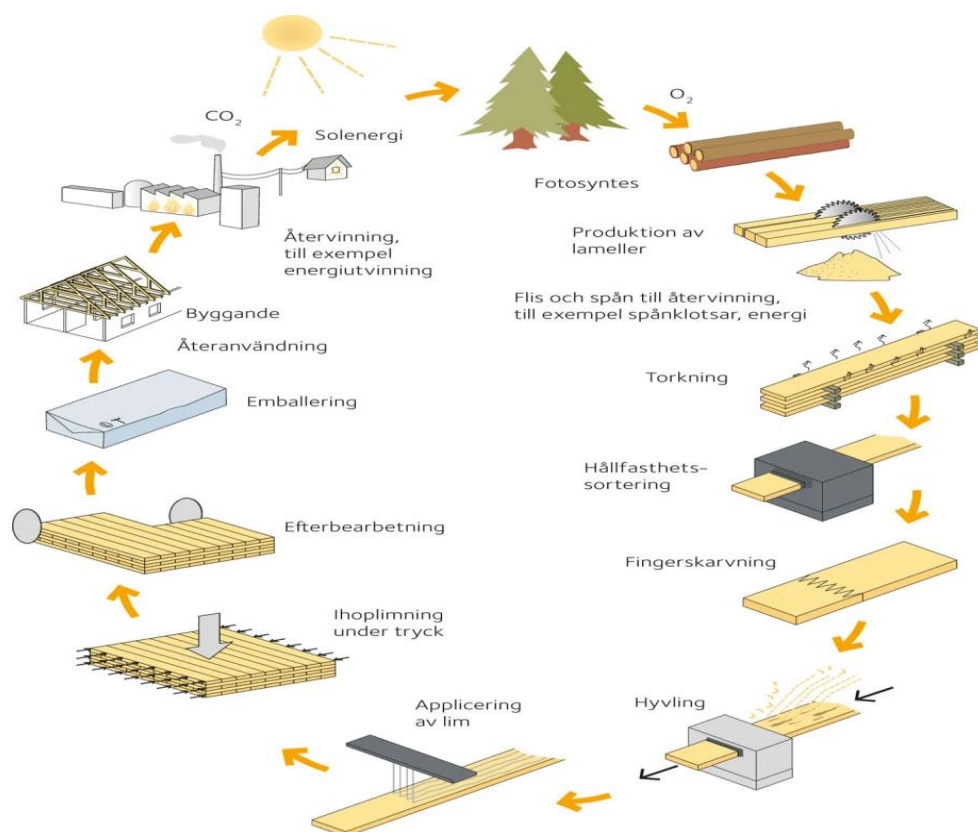 O₂
CO₂
Solenergi
Fotosyntes
Produktion av
lameller
Flis och spån till återvinning,
till exempel spånklotsar, energi
Torkning
Hållfasthets–
sortering
Fingerskarvning
Hyvling
Applicering
av lim
Ihoplimning
under tryck
Efterbearbetning
Emballering
Återanvändning
Byggande
Återvinning,
till exempel
energiutvinning